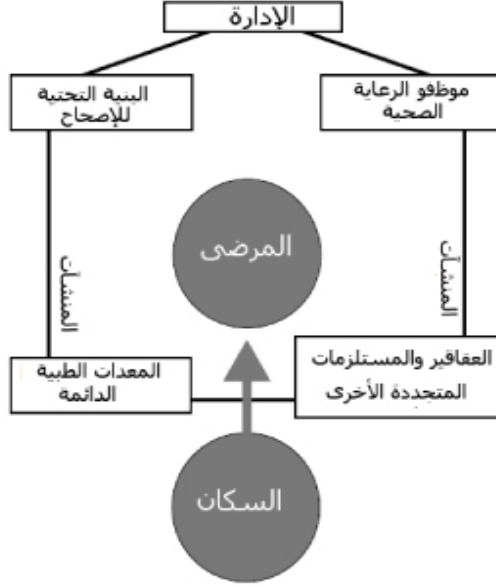 الإدارة
موظفو الرعاية
الصحية
البنية التحتية
للإصحاح
المرضى
المنشآت
المنشآت
العقاقير والمستلزمات
المتجددة الأخرى
المعدات الطبية
الدائمة
السكان